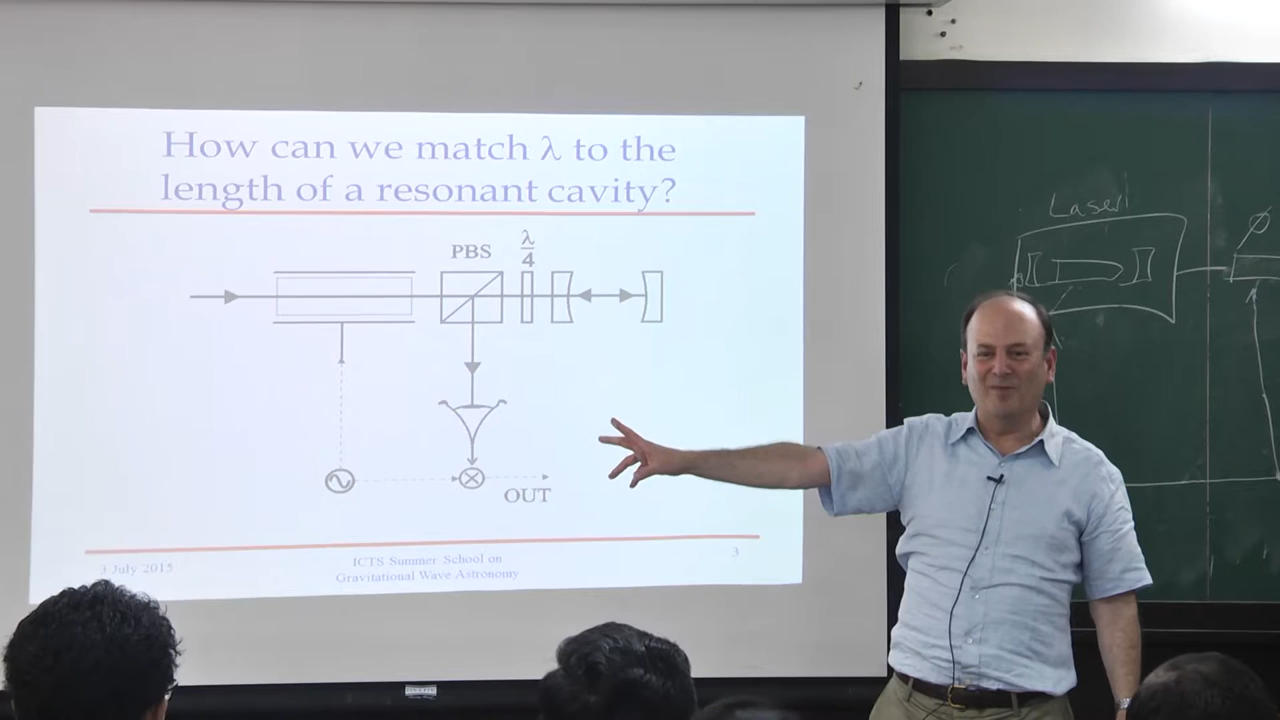 How can we match λ to the
length of a resonant cavity?
PBS
λ
4
OUT
3 July 2015
ICTS Summer School on
Gravitational Wave Astronomy
3
Laser
φ